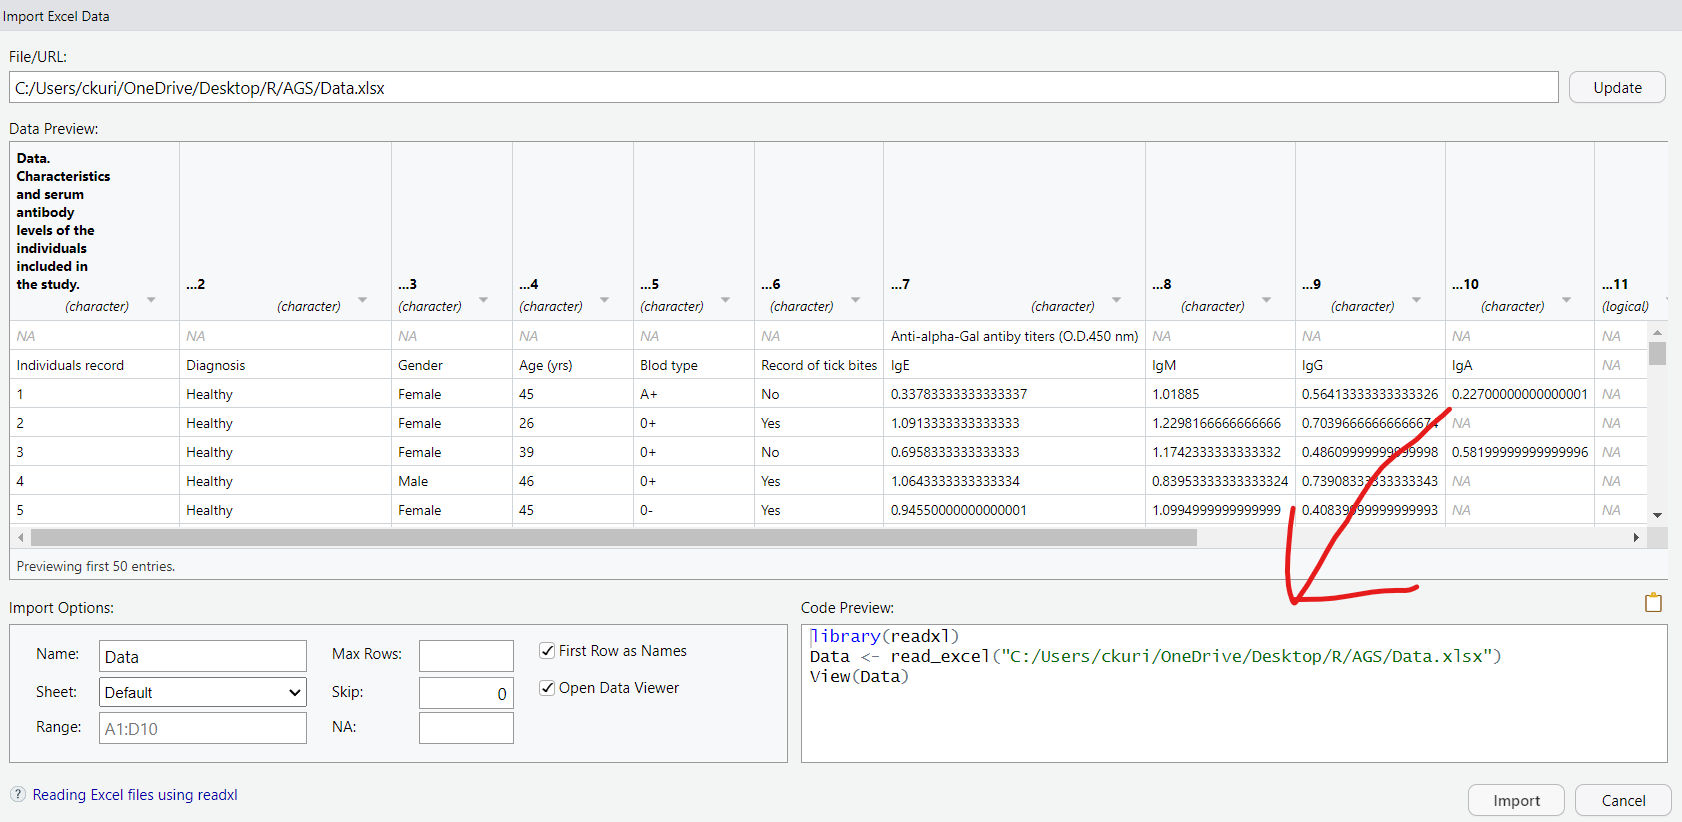 Import Excel Data
File/URL:
C:/Users/ckuri/OneDrive/Desktop/R/AGS/Data.xlsx
Update
Data Preview:
Data.
Characteristics
and serum
antibody
levels of the
individuals
included in
the study.
(character)
...2
(character)
...3
(character)
...4
(character)
...5
(character)
...6
(character)
...7
(character)
...8
(character)
...9
(character)
...10
(character)
...11
(logical)
NA NA NA NA NA NA Anti-alpha-Gal antiby titers (O.D.450 nm) NA NA NA NA
Individuals record Diagnosis Gender Age (yrs) Blod type Record of tick bites IgE IgM IgG IgA NA
1 Healthy Female 45 A+ No 0.33783333333333337 1.01885 0.56413333333333326 0.22700000000000001 NA
2 Healthy Female 26 0+ Yes 1.0913333333333333 1.2298166666666666 0.70396666666666674 NA NA
3 Healthy Female 39 0+ No 0.6958333333333333 1.1742333333333332 0.48609999999999998 0.58199999999999996 NA
4 Healthy Male 46 0+ Yes 1.0643333333333334 0.83953333333333324 0.73908333333333343 NA NA
5 Healthy Female 45 0- Yes 0.94550000000000001 1.0994999999999999 0.40839999999999993 NA NA
Previewing first 50 entries.
Import Options:
Name: Data
Max Rows:
First Row as Names
Sheet: Default
Skip: 0
Open Data Viewer
Range: A1:D10
NA:
Code Preview:
library(readxl)
Data <- read_excel("C:/Users/ckuri/OneDrive/Desktop/R/AGS/Data.xlsx")
View(Data)
? Reading Excel files using readxl
Import
Cancel